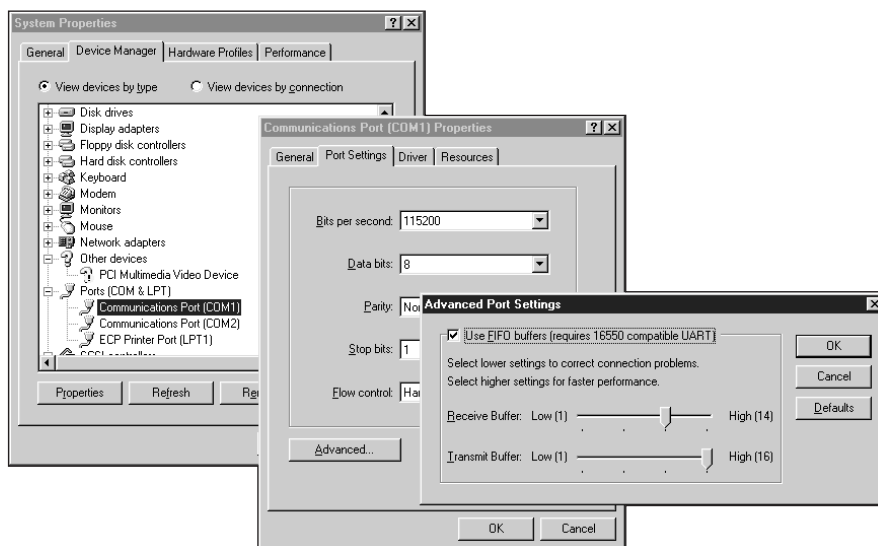 System Properties
General Device Manager Hardware Profiles Performance
View devices by type View devices by connection
Disk drives
Display adapters
Floppy disk controllers
Hard disk controllers
Keyboard
Modem
Monitors
Mouse
Network adapters
Other devices
PCI Multimedia Video Device
Ports (COM & LPT)
Communications Port (COM1)
Communications Port (COM2)
ECP Printer Port (LPT1)
Properties Refresh
Communications Port (COM1) Properties
General Port Settings Driver Resources
Bits per second: 115200
Data bits: 8
Parity:
Stop bits: 1
Flow control:
Advanced...
OK Cancel
Advanced Port Settings
Use FIFO buffers (requires 16550 compatible UART)
Select lower settings to correct connection problems.
Select higher settings for faster performance.
Receive Buffer: Low (1) High (14)
Transmit Buffer: Low (1) High (16)
OK
Cancel
Defaults